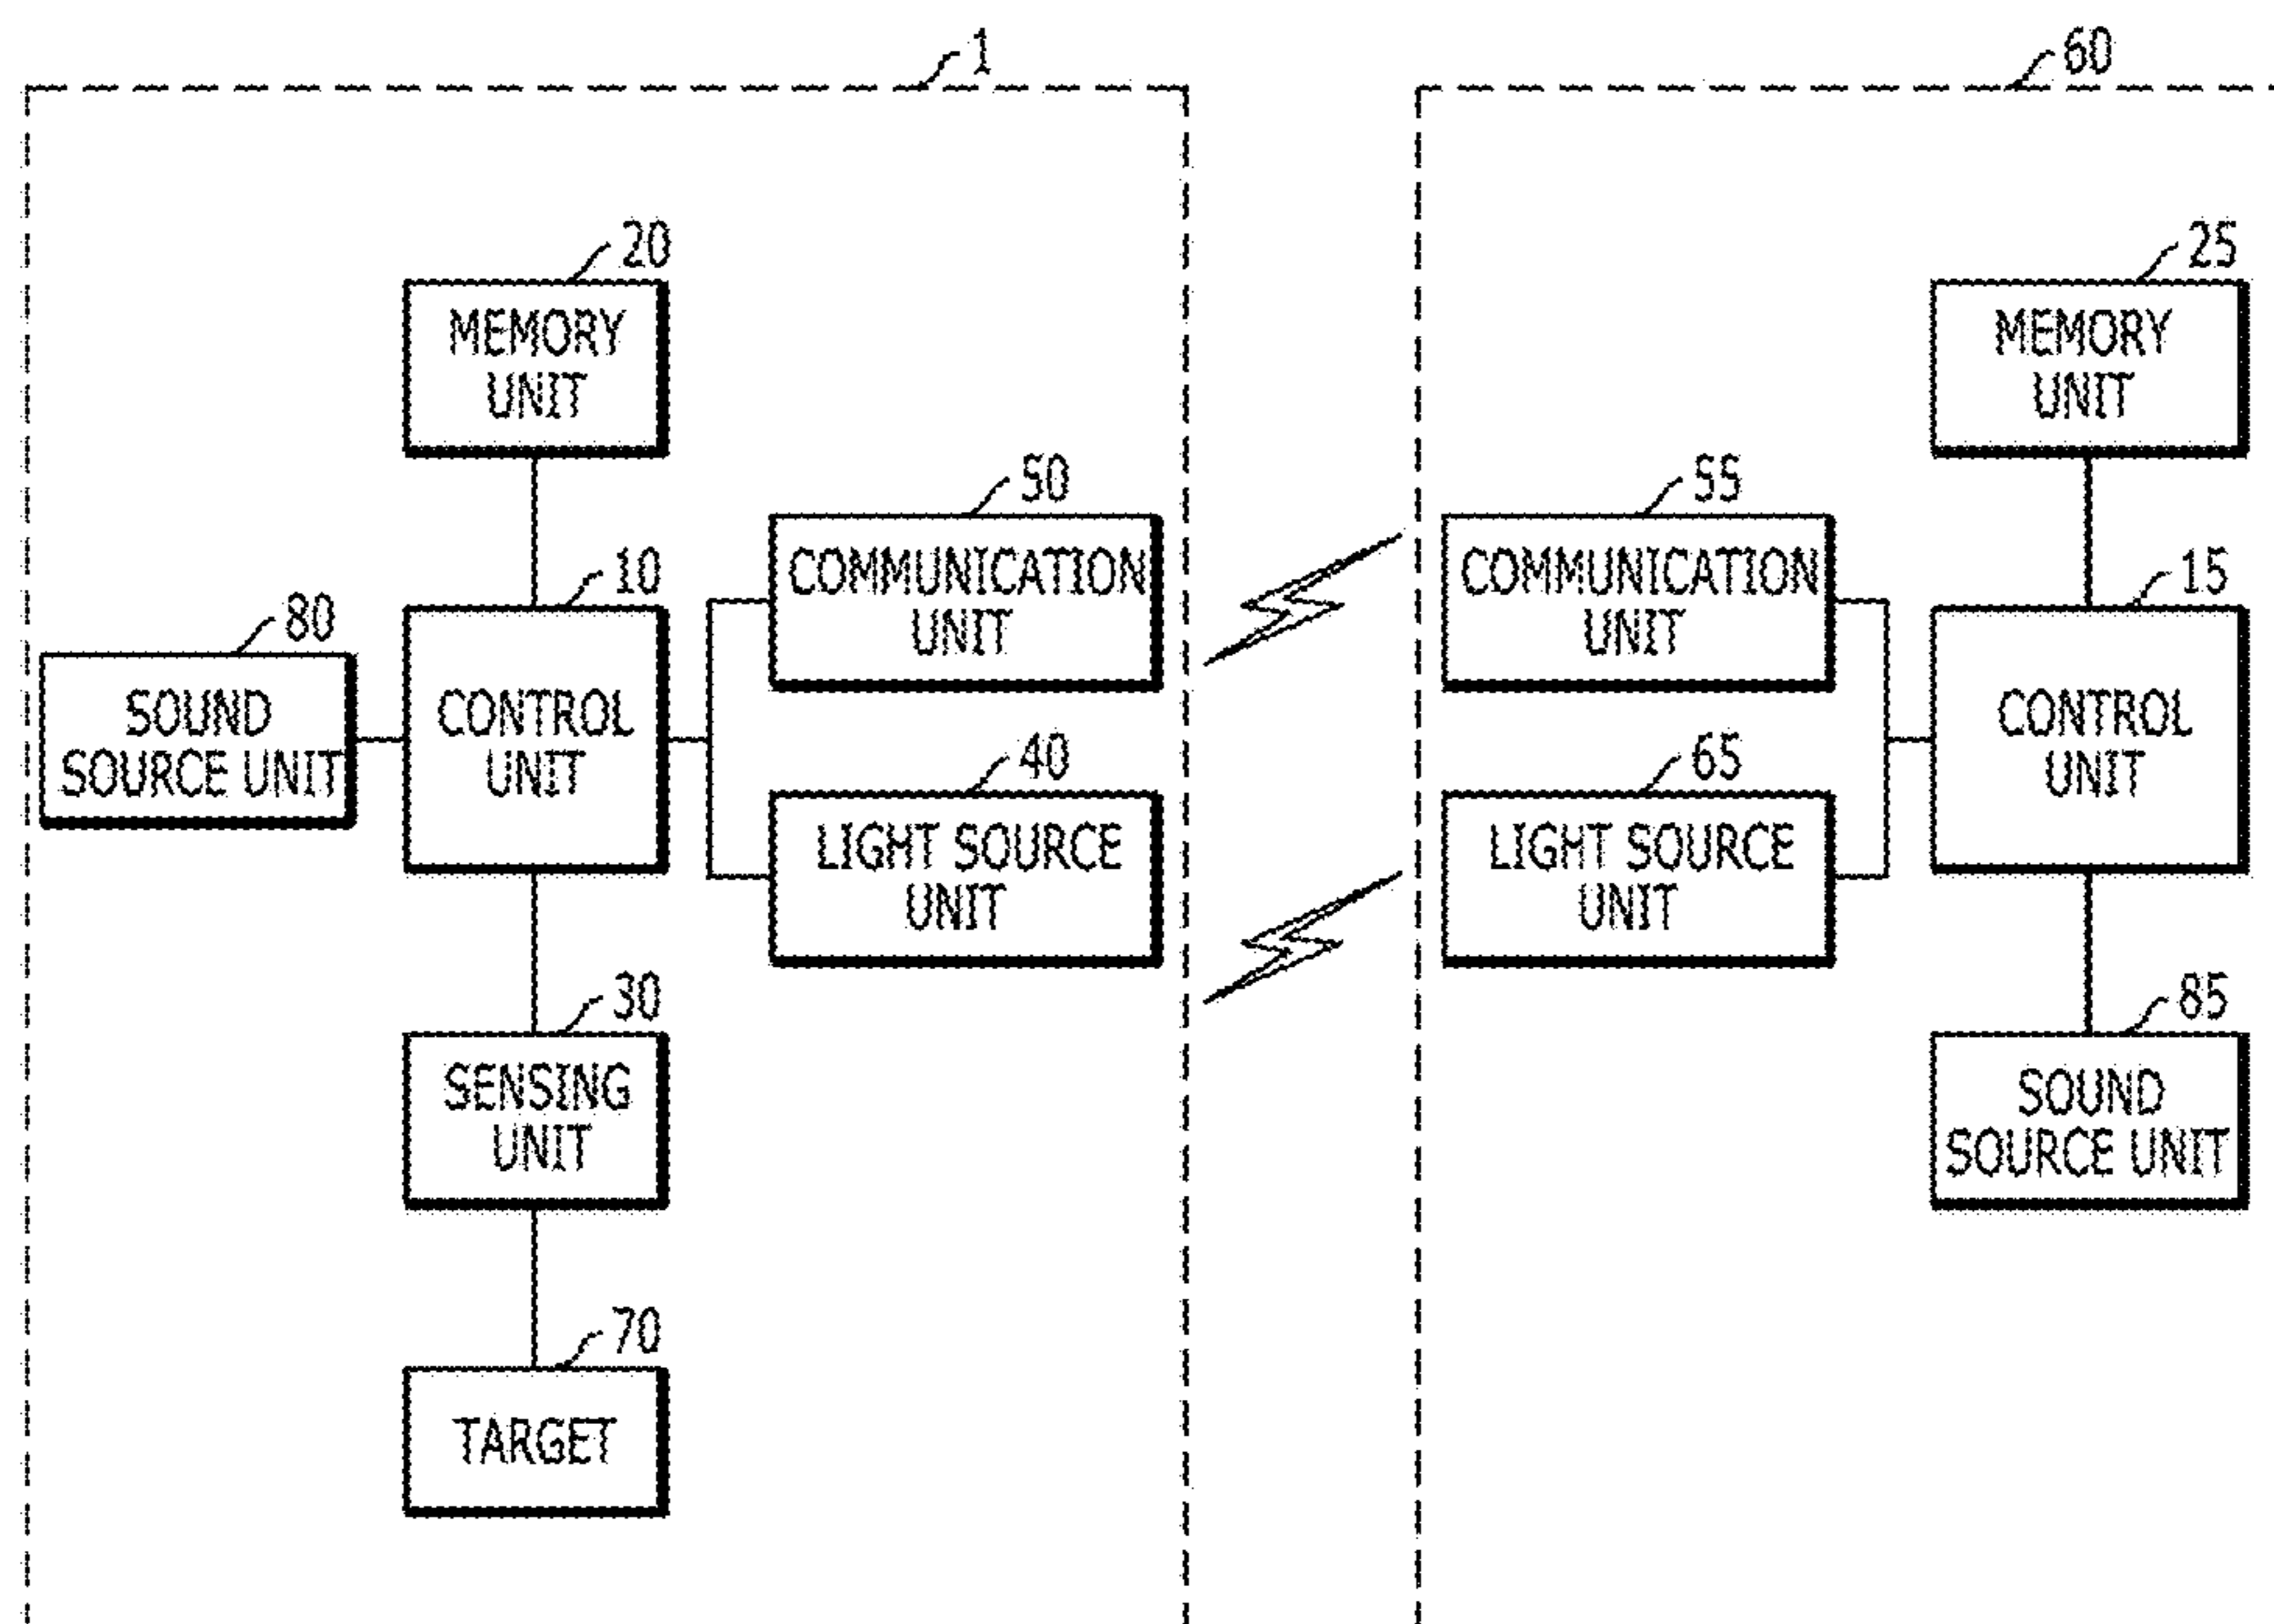 1
60
20
MEMORY
UNIT
25
MEMORY
UNIT
50
COMMUNICATION
UNIT
55
COMMUNICATION
UNIT
10
CONTROL
UNIT
15
CONTROL
UNIT
80
SOUND
SOURCE UNIT
40
LIGHT SOURCE
UNIT
65
LIGHT SOURCE
UNIT
30
SENSING
UNIT
85
SOUND
SOURCE UNIT
70
TARGET